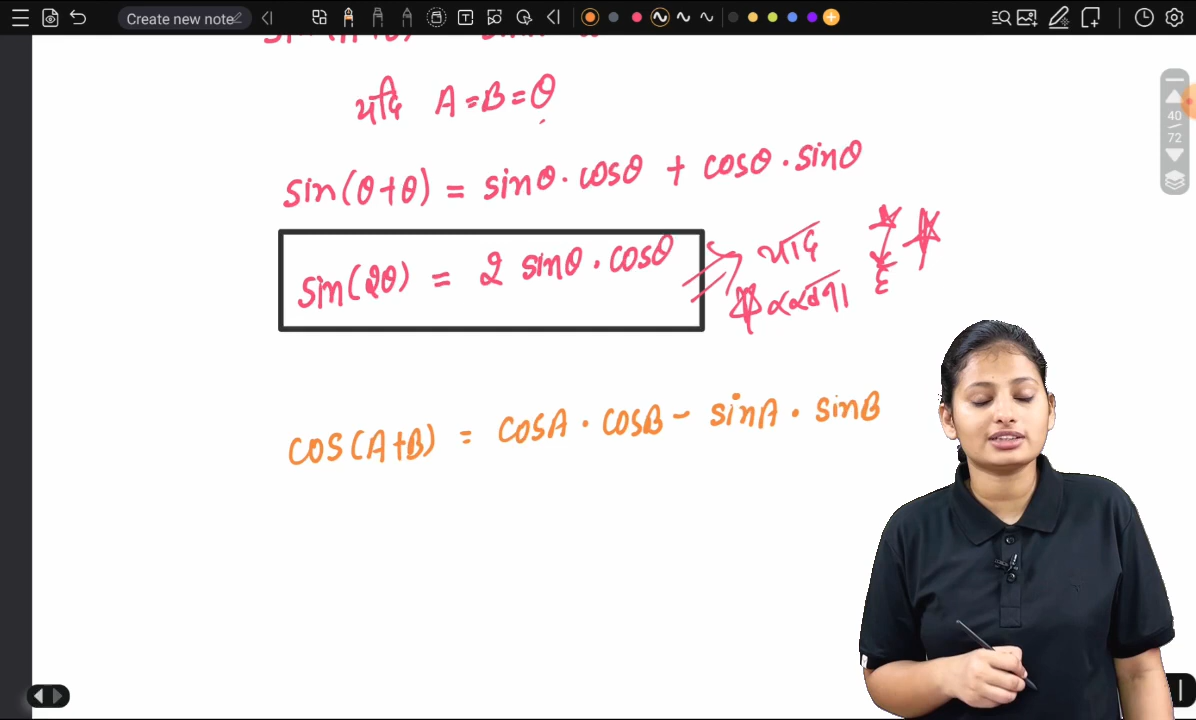 Create new note
यदि A=B=θ
sin(θ+θ) = sinθ · cosθ + cosθ · sinθ
sin(2θ) = 2 sinθ · cosθ
यदि
cos(A+B) = cosA · cosB - sinA · sinB
40
72